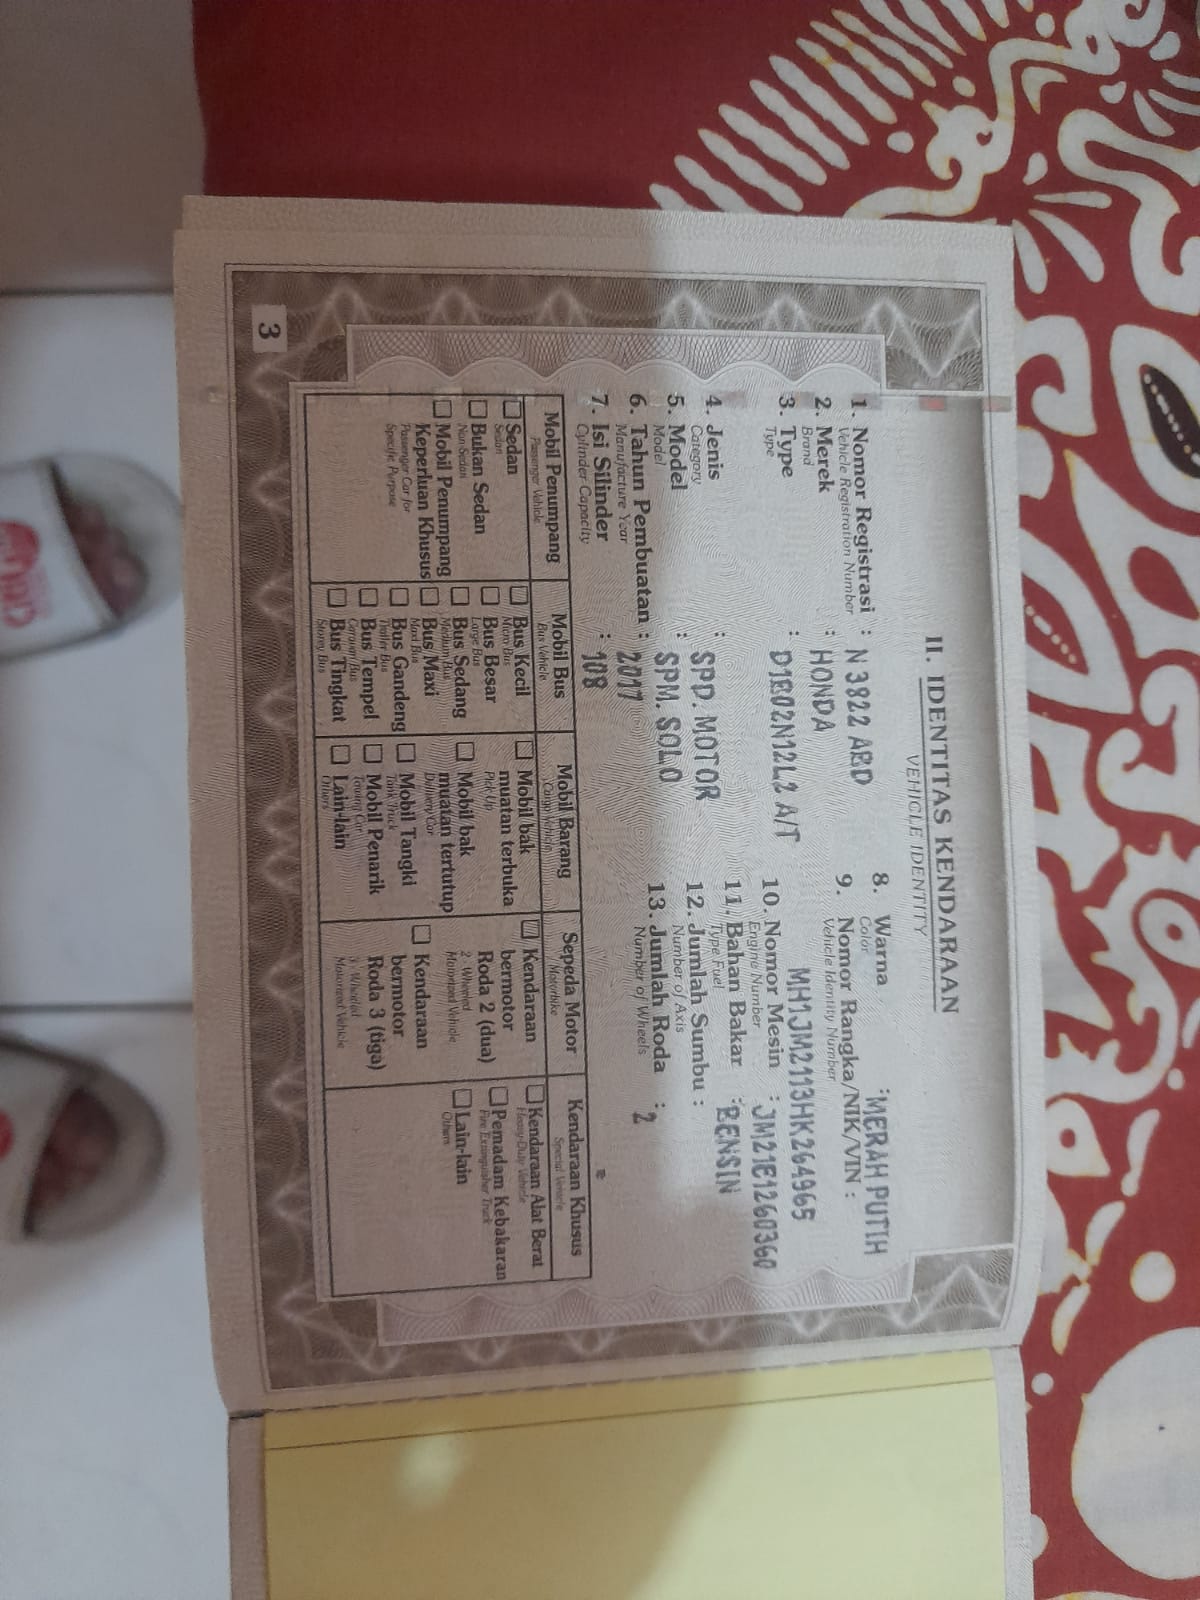 II. IDENTITAS KENDARAAN
VEHICLE IDENTITY
1. Nomor Registrasi : N 3822 ABD
Vehicle Registration Number
2. Merek : HONDA
Brand
3. Type : D1B02N12L2 A/T
Type
4. Jenis : SPD. MOTOR
Category
5. Model : SPM. SOLO
Model
6. Tahun Pembuatan : 2017
Manufacture Year
7. Isi Silinder : 108
Cylinder Capacity
8. Warna : MERAH PUTIH
Color
9. Nomor Rangka/NIK/VIN :
Vehicle Identity Number
MH1JM2113HK264965
10. Nomor Mesin : JM21E1260360
Engine Number
11. Bahan Bakar : BENSIN
Type Fuel
12. Jumlah Sumbu :
Number of Axis
13. Jumlah Roda : 2
Number of Wheels
Mobil Penumpang
Passenger Vehicle
Sedan
Sedan
Bukan Sedan
Non Sedan
Mobil Penumpang
Keperluan Khusus
Passenger Car for
Specific Purpose
Mobil Bus
Bus Vehicle
Bus Kecil
Micro Bus
Bus Besar
Large Bus
Bus Sedang
Medium Bus
Bus Maxi
Maxi Bus
Bus Gandeng
Trailer Bus
Bus Tempel
Bus Tingkat
Storey Bus
Mobil Barang
Cargo Vehicle
Mobil bak
muatan terbuka
Pick Up
Mobil bak
muatan tertutup
Delivery Car
Mobil Tangki
Tank Truck
Mobil Penarik
Towing Car
Lain-lain
Others
Sepeda Motor
Motorbike
Kendaraan
bermotor
Roda 2 (dua)
2 - Wheeled
Motorized Vehicle
Kendaraan
bermotor
Roda 3 (tiga)
3 - Wheeled
Motorized Vehicle
Kendaraan Khusus
Special Vehicle
Kendaraan Alat Berat
Heavy-Duty Vehicle
Pemadam Kebakaran
Fire Extinguisher Truck
Lain-lain
Others
3